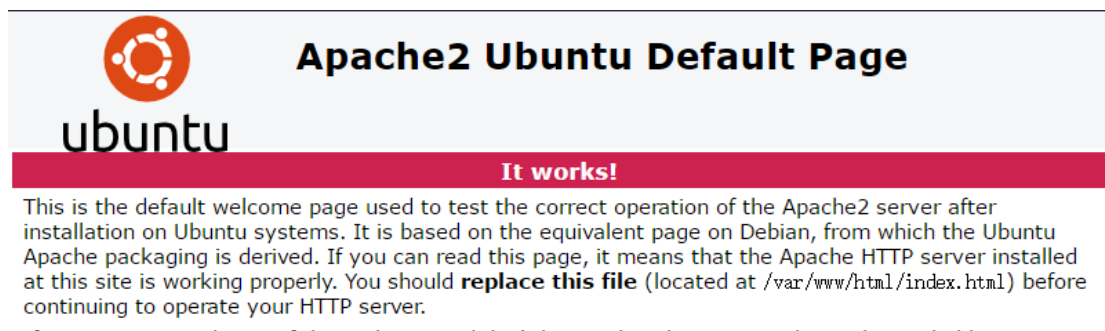 Apache2 Ubuntu Default Page
ubuntu
It works!
This is the default welcome page used to test the correct operation of the Apache2 server after
installation on Ubuntu systems. It is based on the equivalent page on Debian, from which the Ubuntu
Apache packaging is derived. If you can read this page, it means that the Apache HTTP server installed
at this site is working properly. You should replace this file (located at /var/www/html/index.html) before
continuing to operate your HTTP server.